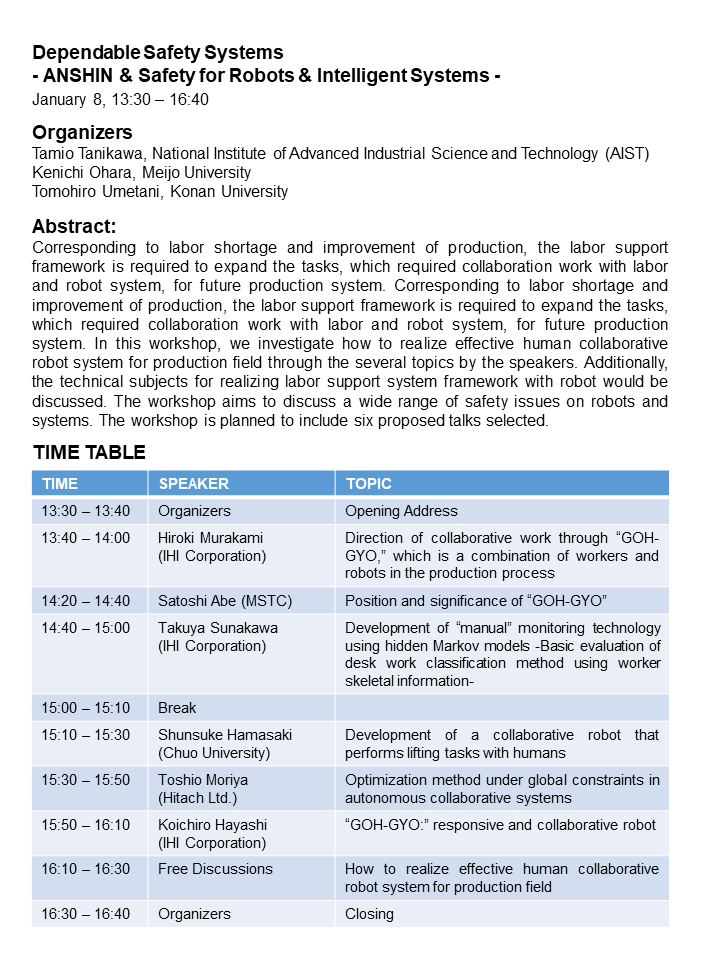 Dependable Safety Systems
- ANSHIN & Safety for Robots & Intelligent Systems -
January 8, 13:30 – 16:40
Organizers
Tamio Tanikawa, National Institute of Advanced Industrial Science and Technology (AIST)
Kenichi Ohara, Meijo University
Tomohiro Umetani, Konan University
Abstract:
Corresponding to labor shortage and improvement of production, the labor support
framework is required to expand the tasks, which required collaboration work with labor
and robot system, for future production system. Corresponding to labor shortage and
improvement of production, the labor support framework is required to expand the tasks,
which required collaboration work with labor and robot system, for future production
system. In this workshop, we investigate how to realize effective human collaborative
robot system for production field through the several topics by the speakers. Additionally,
the technical subjects for realizing labor support system framework with robot would be
discussed. The workshop aims to discuss a wide range of safety issues on robots and
systems. The workshop is planned to include six proposed talks selected.
TIME TABLE
TIME SPEAKER TOPIC
13:30 – 13:40 Organizers Opening Address
13:40 – 14:00 Hiroki Murakami Direction of collaborative work through “GOH-
(IHI Corporation) GYO,” which is a combination of workers and
robots in the production process
14:20 – 14:40 Satoshi Abe (MSTC) Position and significance of “GOH-GYO”
14:40 – 15:00 Takuya Sunakawa Development of “manual” monitoring technology
(IHI Corporation) using hidden Markov models -Basic evaluation of
desk work classification method using worker
skeletal information-
15:00 – 15:10 Break
15:10 – 15:30 Shunsuke Hamasaki Development of a collaborative robot that
(Chuo University) performs lifting tasks with humans
15:30 – 15:50 Toshio Moriya Optimization method under global constraints in
(Hitach Ltd.) autonomous collaborative systems
15:50 – 16:10 Koichiro Hayashi “GOH-GYO:” responsive and collaborative robot
(IHI Corporation)
16:10 – 16:30 Free Discussions How to realize effective human collaborative
robot system for production field
16:30 – 16:40 Organizers Closing